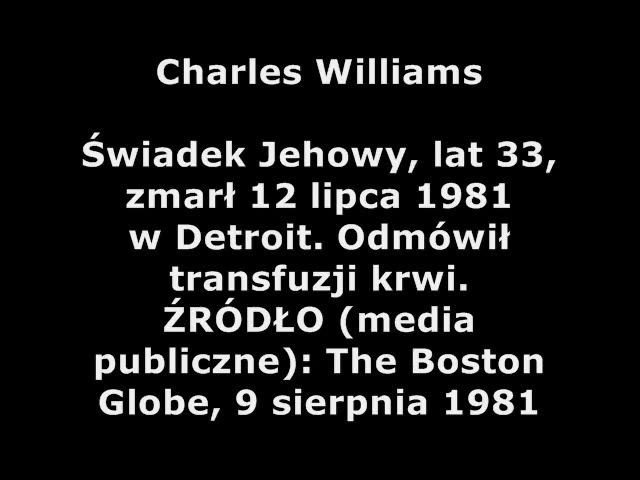 Charles Williams
Świadek Jehowy, lat 33,
zmarł 12 lipca 1981
w Detroit. Odmówił
transfuzji krwi.
ŹRÓDŁO (media
publiczne): The Boston
Globe, 9 sierpnia 1981